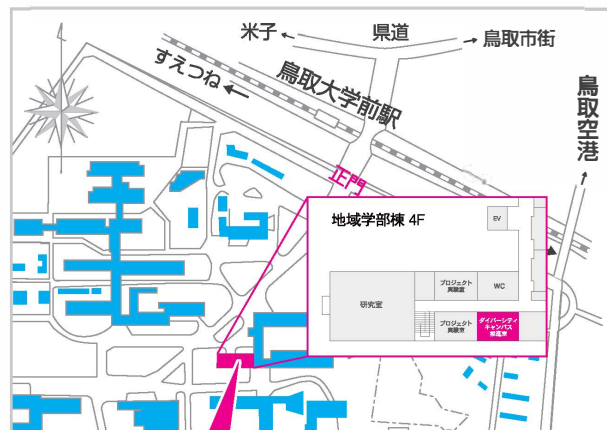 米子
県道
鳥取市街
すえつね
鳥取大学前駅
鳥取空港
正門
地域学部棟 4F
EV
研究室
プロジェクト
実験室
WC
プロジェクト
実験室
ダイバーシティ
キャンパス
推進室